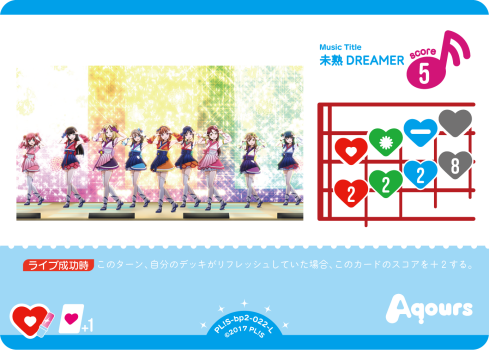 Music Title
未熟 DREAMER
score
5
2
2
2
8
ライブ成功時 このターン、自分のデッキがリフレッシュしていた場合、このカードのスコアを+2する。
+1
PL!S-bp2-022-L
©2017 PL!S
Aqours